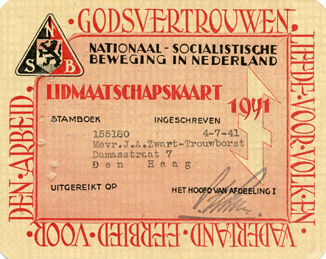 ·GODSVERTROUWEN·
LIEFDE·VOOR·VOLK·EN·
VADERLAND·EERBIED·VOOR·
DEN·ARBEID·
N
S B
NATIONAAL-SOCIALISTISCHE
BEWEGING IN NEDERLAND
LIDMAATSCHAPSKAART 1941
STAMBOEK INGESCHREVEN
155180 4-7-41
Mevr.J.A.Zwart-Trouwborst
Damasstraat 7
Den Haag
UITGEREIKT OP HET HOOFD VAN AFDEELING I